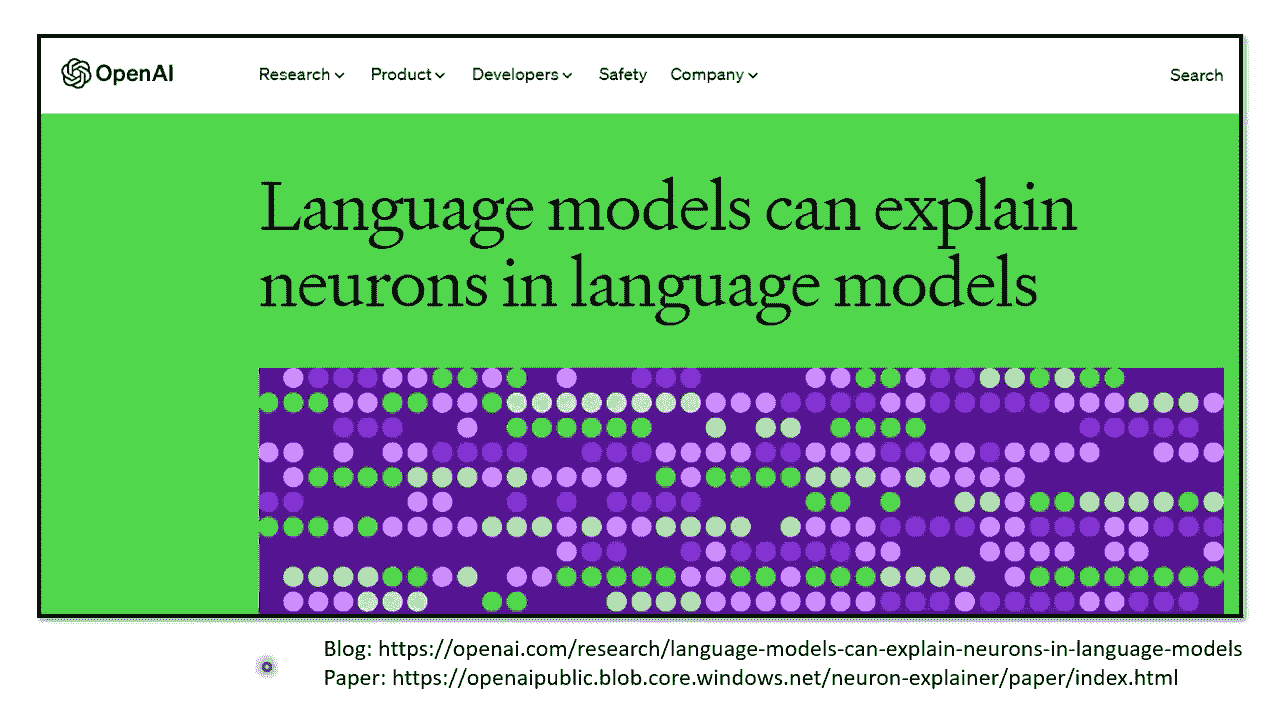 OpenAI Research Product Developers Safety Company Search
Language models can explain
neurons in language models
Blog: https://openai.com/research/language-models-can-explain-neurons-in-language-models
Paper: https://openaipublic.blob.core.windows.net/neuron-explainer/paper/index.html